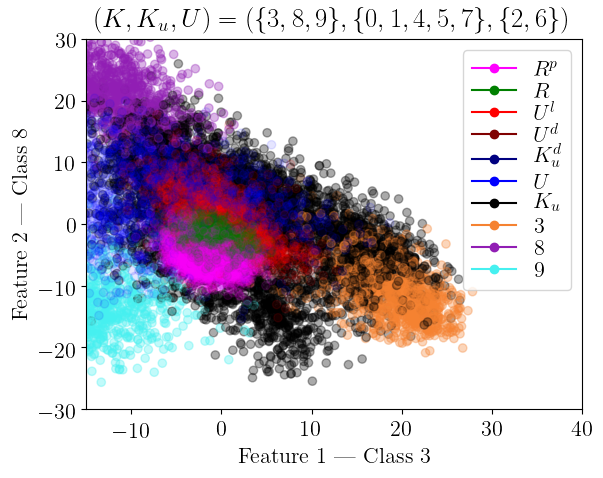 (K, K_u, U) = ({3, 8, 9}, {0, 1, 4, 5, 7}, {2, 6})
30
20
10
0
−10
−20
−30
Feature 2 — Class 8
R^p
R
U^l
U^d
K_u^d
U
K_u
3
8
9
−10
0
10
20
30
40
Feature 1 — Class 3